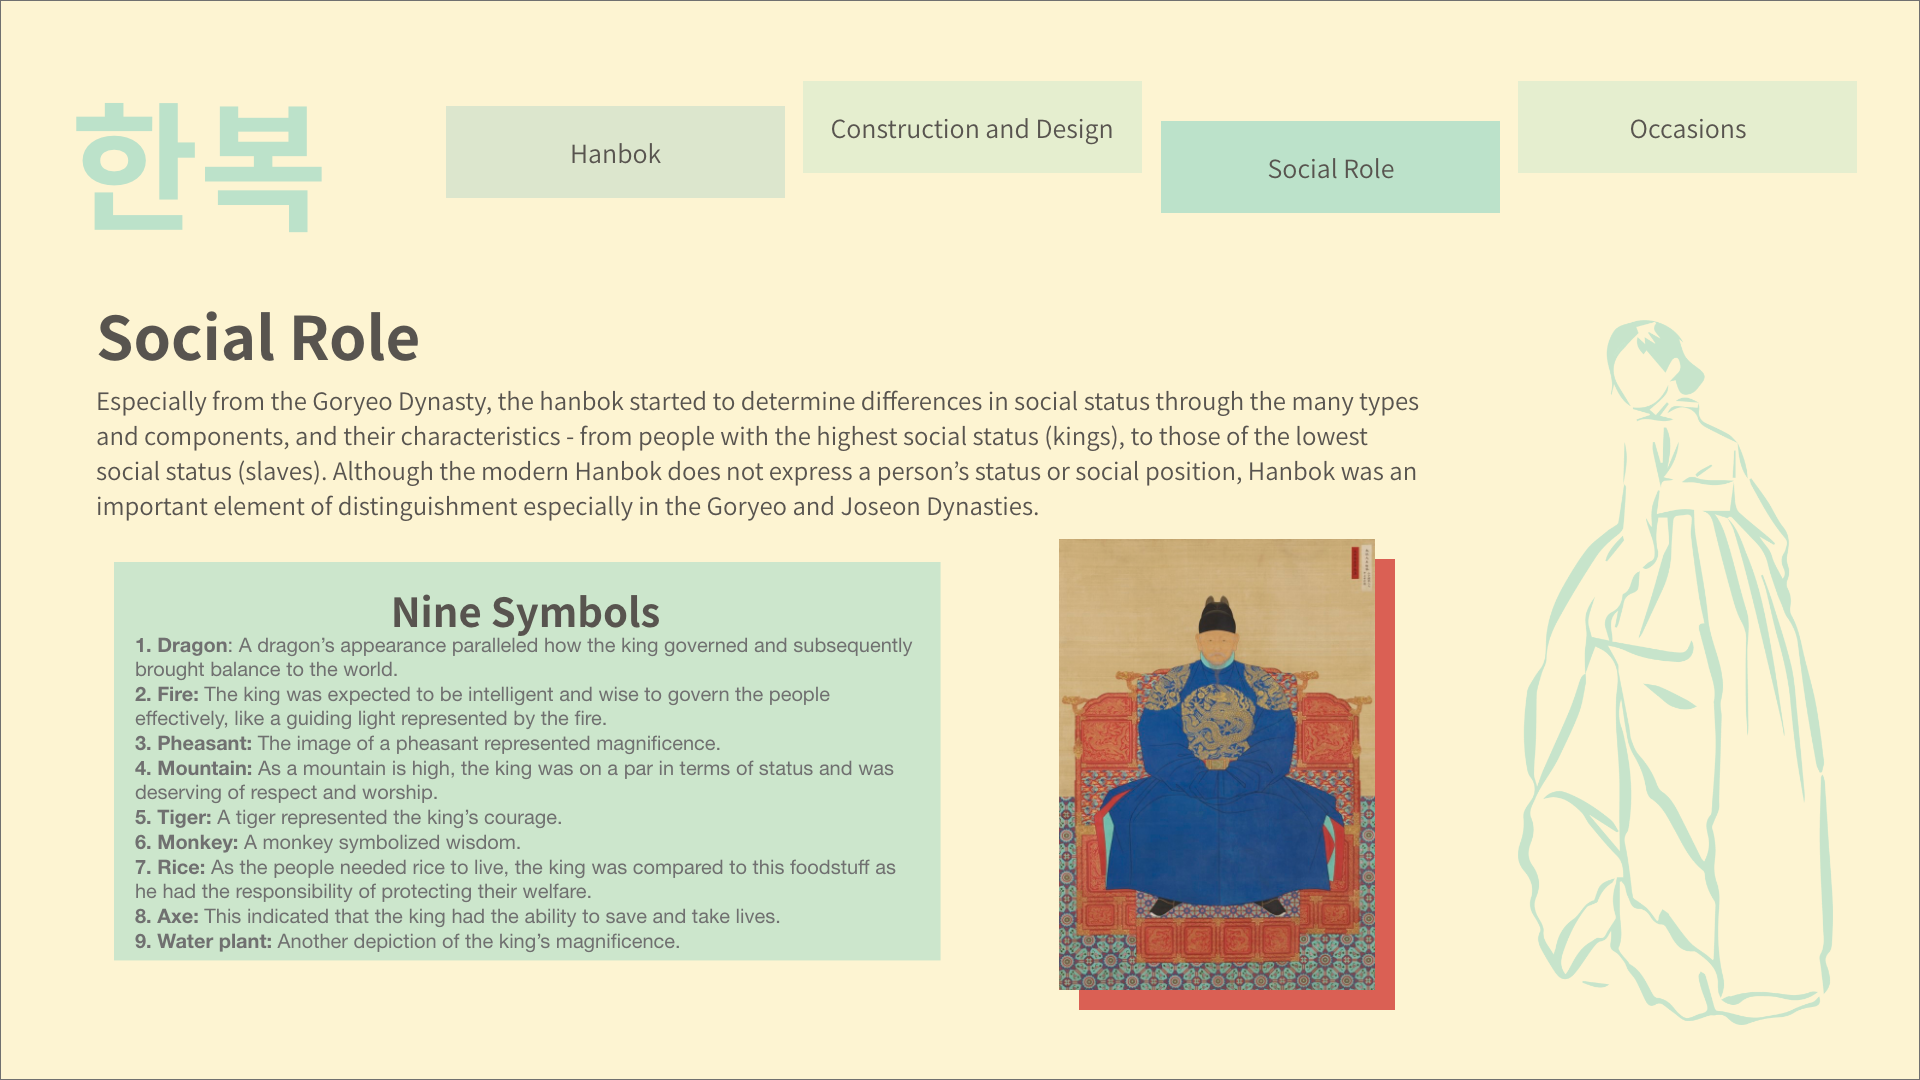 한복
Hanbok
Construction and Design
Social Role
Occasions
Social Role
Especially from the Goryeo Dynasty, the hanbok started to determine differences in social status through the many types
and components, and their characteristics - from people with the highest social status (kings), to those of the lowest
social status (slaves). Although the modern Hanbok does not express a person’s status or social position, Hanbok was an
important element of distinguishment especially in the Goryeo and Joseon Dynasties.
Nine Symbols
1. Dragon: A dragon’s appearance paralleled how the king governed and subsequently
brought balance to the world.
2. Fire: The king was expected to be intelligent and wise to govern the people
effectively, like a guiding light represented by the fire.
3. Pheasant: The image of a pheasant represented magnificence.
4. Mountain: As a mountain is high, the king was on a par in terms of status and was
deserving of respect and worship.
5. Tiger: A tiger represented the king’s courage.
6. Monkey: A monkey symbolized wisdom.
7. Rice: As the people needed rice to live, the king was compared to this foodstuff as
he had the responsibility of protecting their welfare.
8. Axe: This indicated that the king had the ability to save and take lives.
9. Water plant: Another depiction of the king’s magnificence.